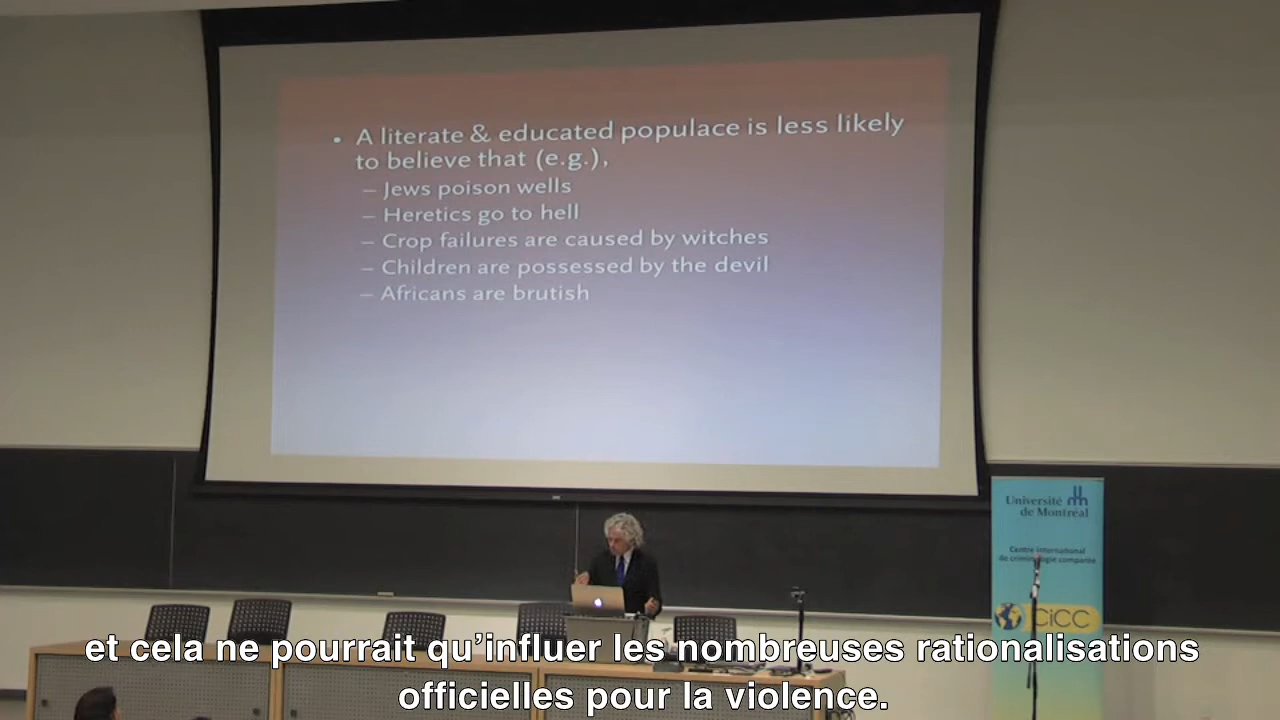 • A literate & educated populace is less likely
to believe that (e.g.),
– Jews poison wells
– Heretics go to hell
– Crop failures are caused by witches
– Children are possessed by the devil
– Africans are brutish
Université
de Montréal
Centre international
de criminologie comparée
CiCC
et cela ne pourrait qu’influer les nombreuses rationalisations
officielles pour la violence.